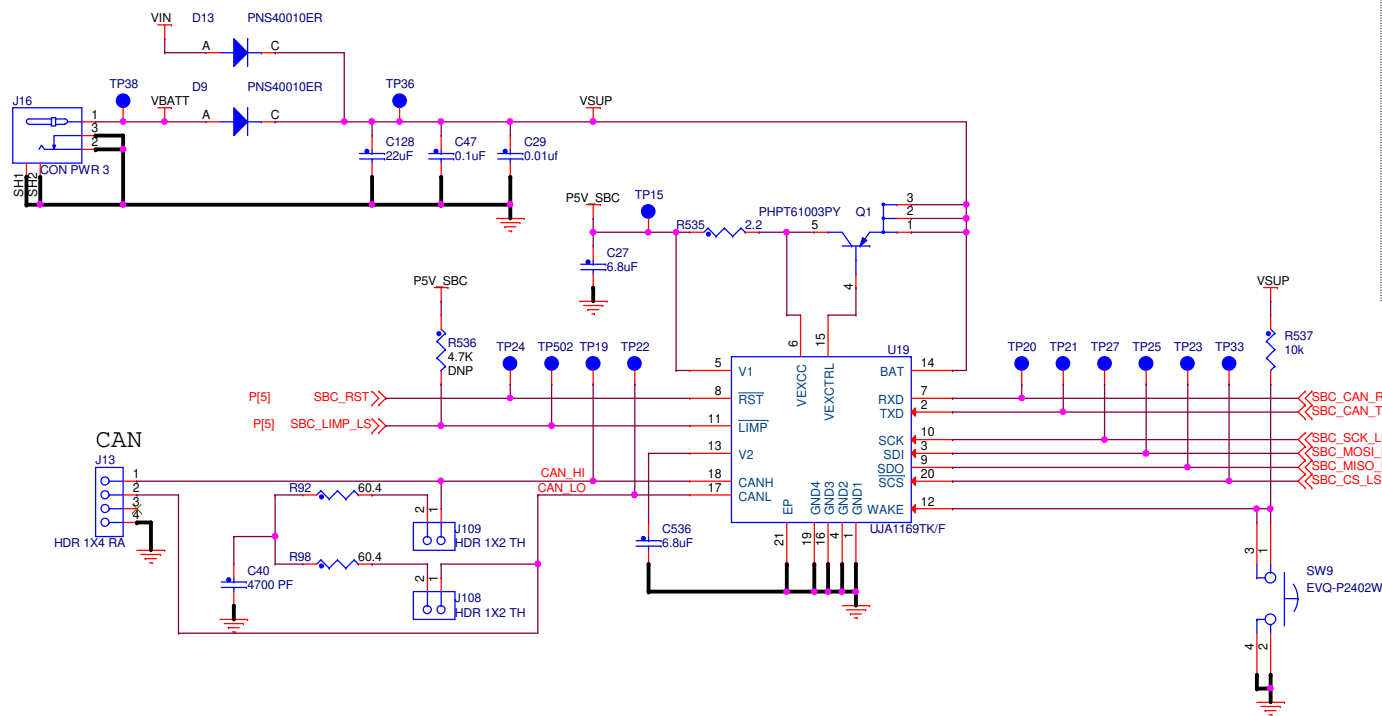 VIN D13 PNS40010ER
A C
TP38 D9 PNS40010ER TP36
J16 VBATT VSUP
1 A C
3
2
CON PWR 3
SH1
SH2
C128
22uF
C47
0.1uF
C29
0.01uf
P5V_SBC TP15
R535 2.2
PHPT61003PY Q1
5 3
2
1
4
C27
6.8uF
P5V_SBC
R536
4.7K
DNP
TP24 TP502 TP19 TP22
6 15
U19
VEXCC VEXCTRL
5 V1 BAT 14
8 RST RXD 7
TXD 2
11 LIMP
SCK 10
13 V2 SDI 3
SDO 9
18 CANH SCS 20
17 CANL
WAKE 12
EP GND4 GND3 GND2 GND1
UJA1169TK/F
21 19 16 4 1
P[5] SBC_RST
P[5] SBC_LIMP_LS
CAN
J13
1
2
3
4
HDR 1X4 RA
CAN_HI
CAN_LO
R92 60.4
2 1
J109
HDR 1X2 TH
R98 60.4
2 1
J108
HDR 1X2 TH
C40
4700 PF
C536
6.8uF
TP20 TP21 TP27 TP25 TP23 TP33
VSUP
R537
10k
SBC_CAN_R
SBC_CAN_T
SBC_SCK_L
SBC_MOSI_
SBC_MISO_
SBC_CS_LS
3 1
SW9
EVQ-P2402W
4 2